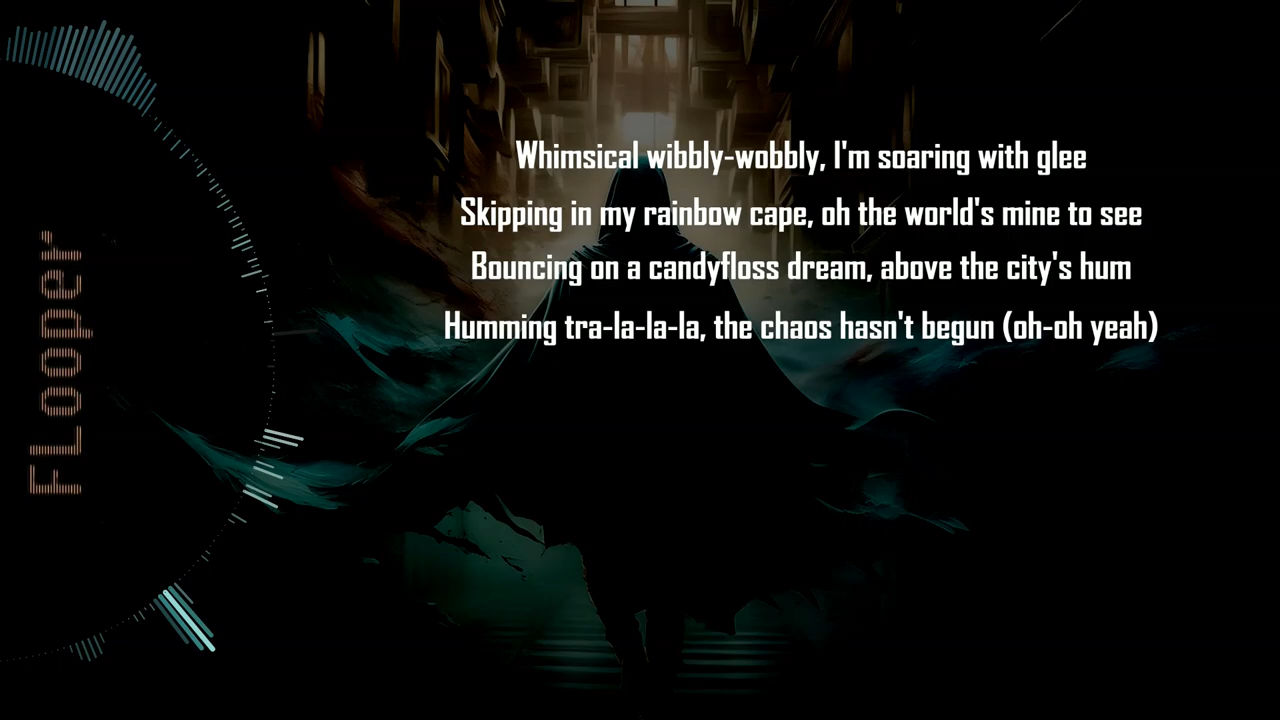 Whimsical wibbly-wobbly, I'm soaring with glee
Skipping in my rainbow cape, oh the world's mine to see
Bouncing on a candyfloss dream, above the city's hum
Humming tra-la-la-la, the chaos hasn't begun (oh-oh yeah)
FLooper